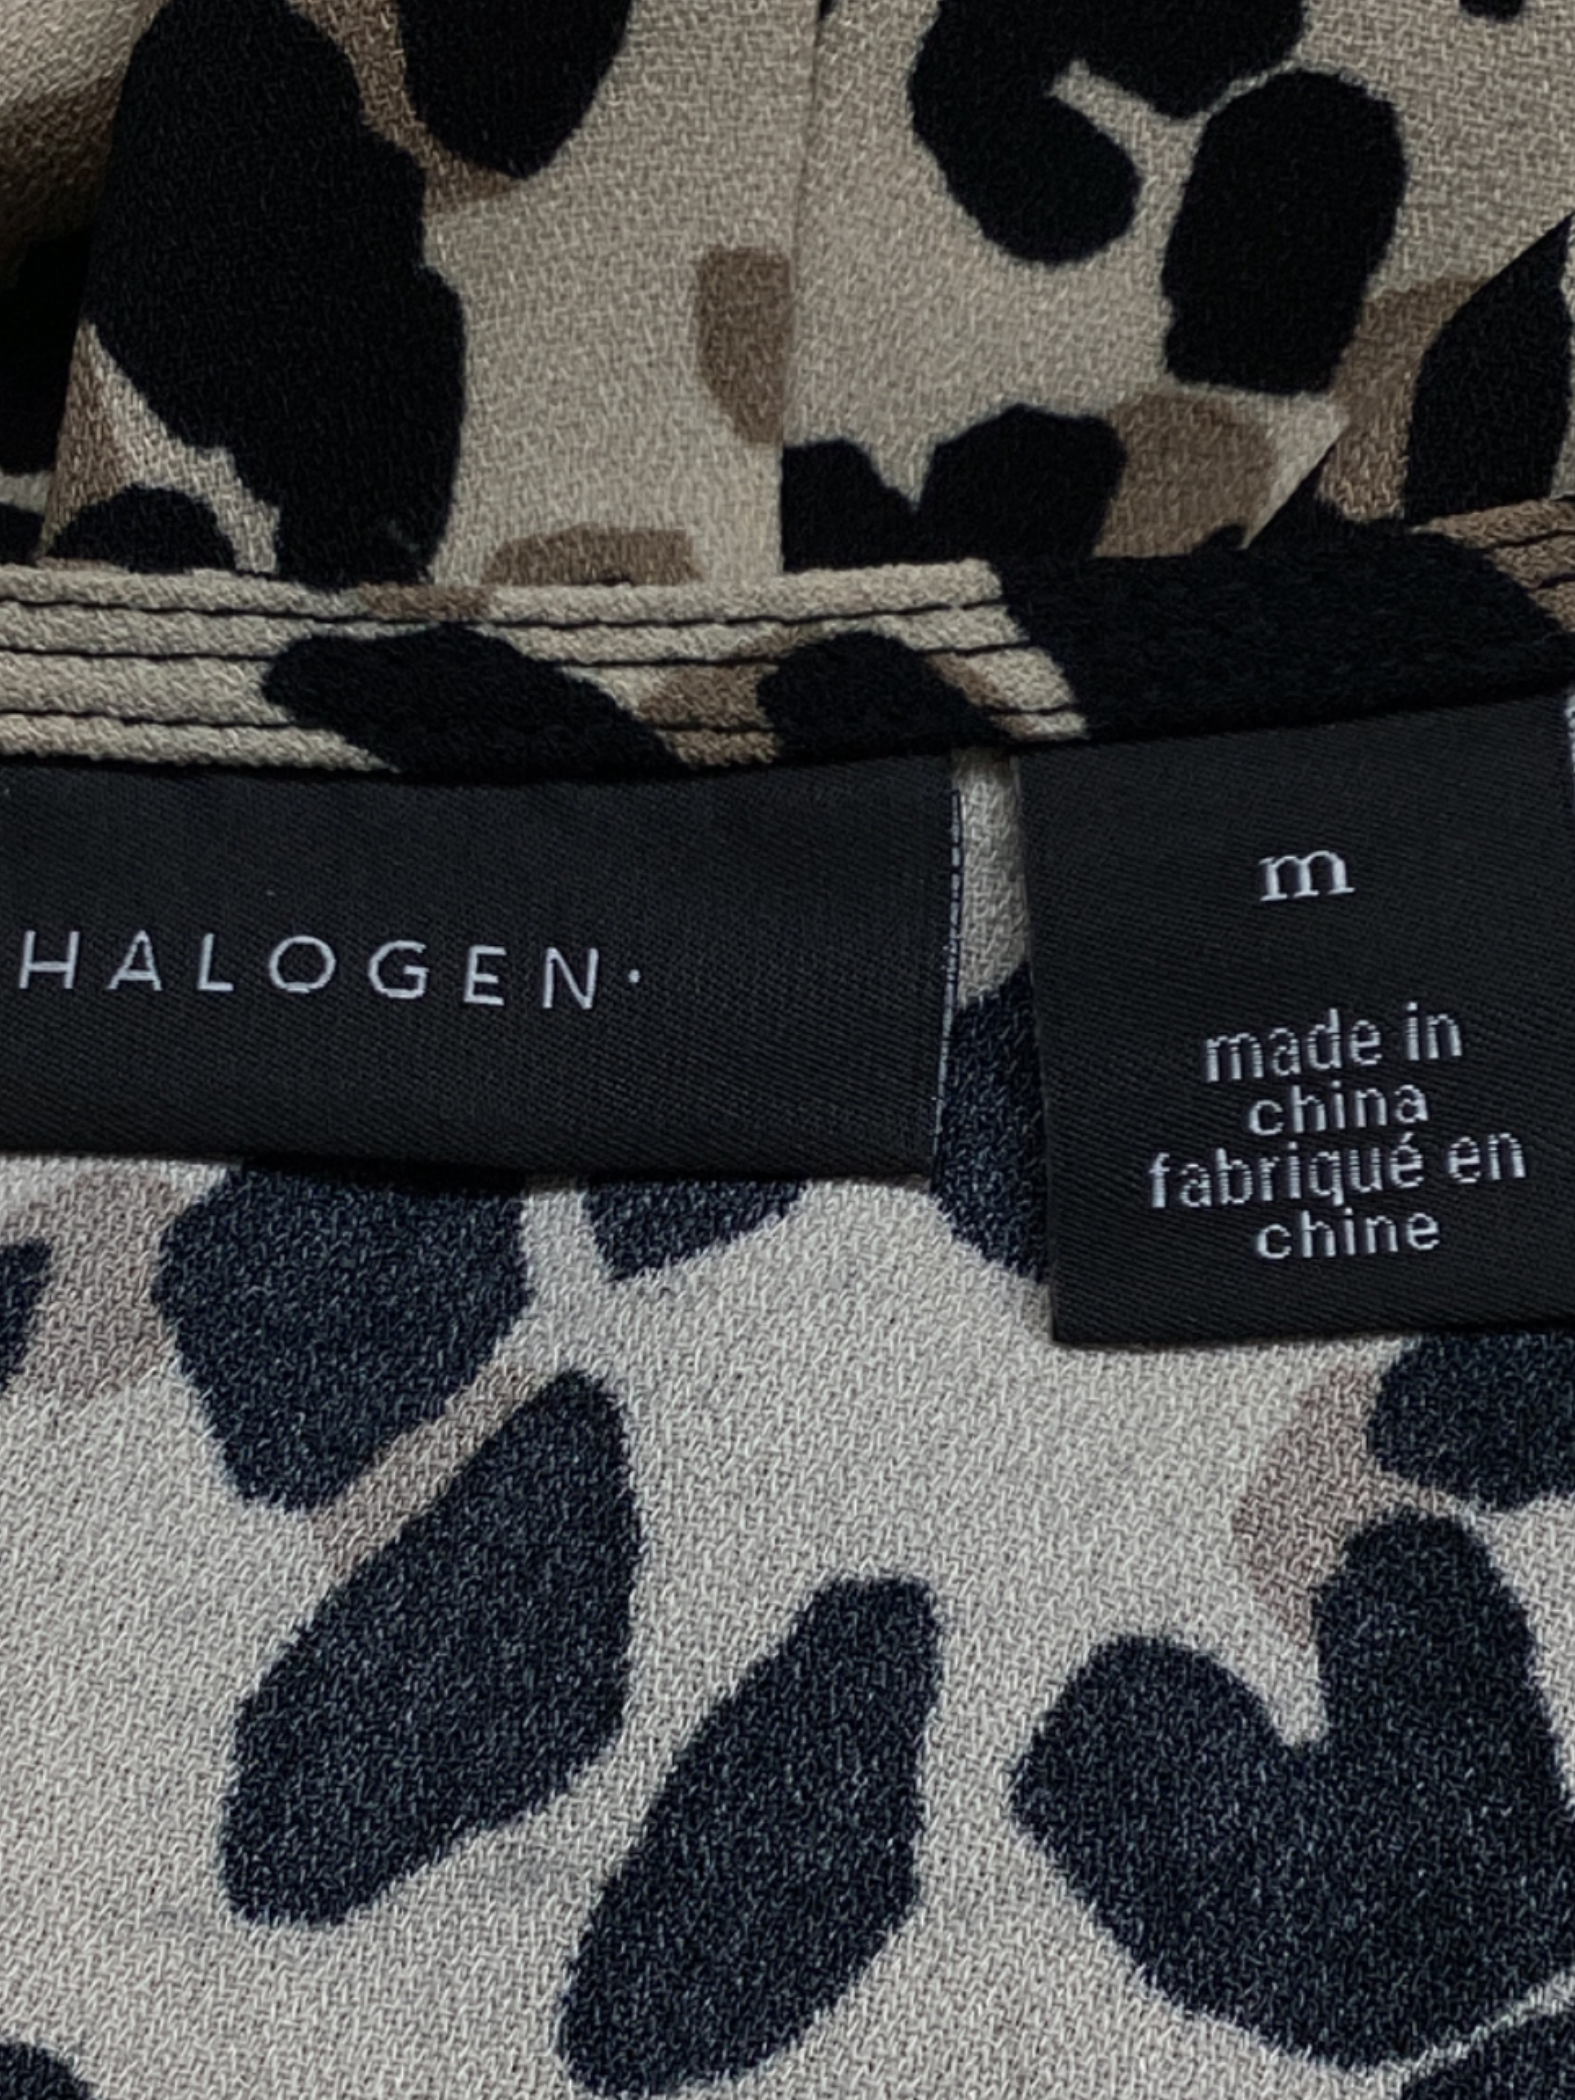 HALOGEN·
m
made in
china
fabriqué en
chine